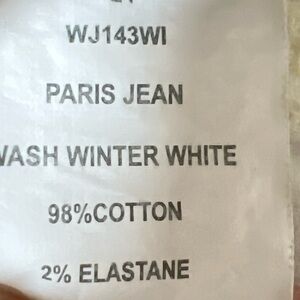 WJ143WI
PARIS JEAN
WASH WINTER WHITE
98%COTTON
2% ELASTANE